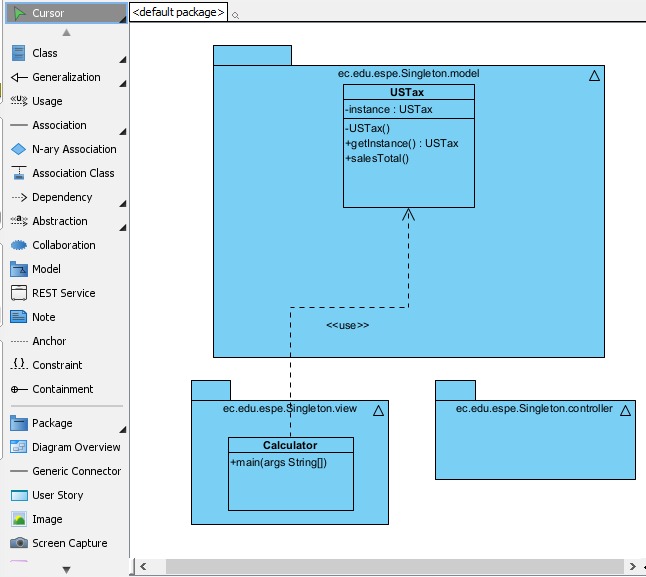 Cursor
<default package>
Class
Generalization
<<u>>
Usage
Association
N-ary Association
Association Class
Dependency
<<a>>
Abstraction
Collaboration
Model
REST Service
Note
Anchor
{ }
Constraint
Containment
Package
Diagram Overview
Generic Connector
User Story
Image
Screen Capture
ec.edu.espe.Singleton.model
USTax
-instance : USTax
-USTax()
+getInstance() : USTax
+salesTotal()
<<use>>
ec.edu.espe.Singleton.view
Calculator
+main(args String[])
ec.edu.espe.Singleton.controller